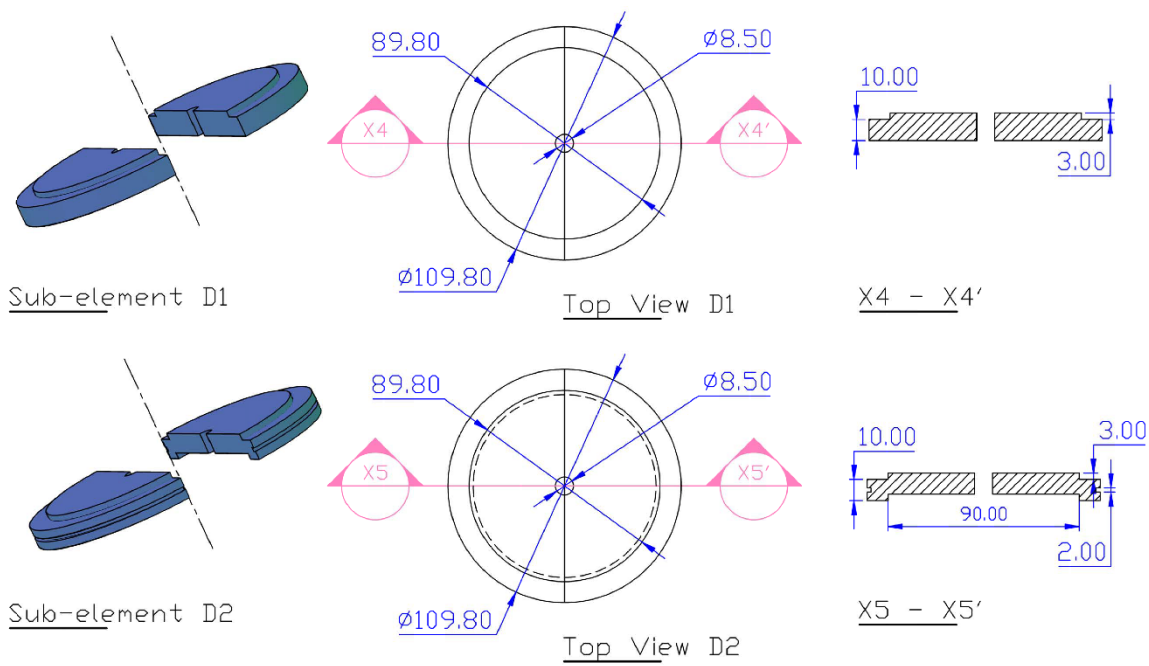 89.80
Ø8.50
10.00
X4
X4′
3.00
Ø109.80
Sub-element D1
Top View D1
X4 - X4′
89.80
Ø8.50
10.00
3.00
X5
X5′
90.00
2.00
Ø109.80
Sub-element D2
Top View D2
X5 - X5′